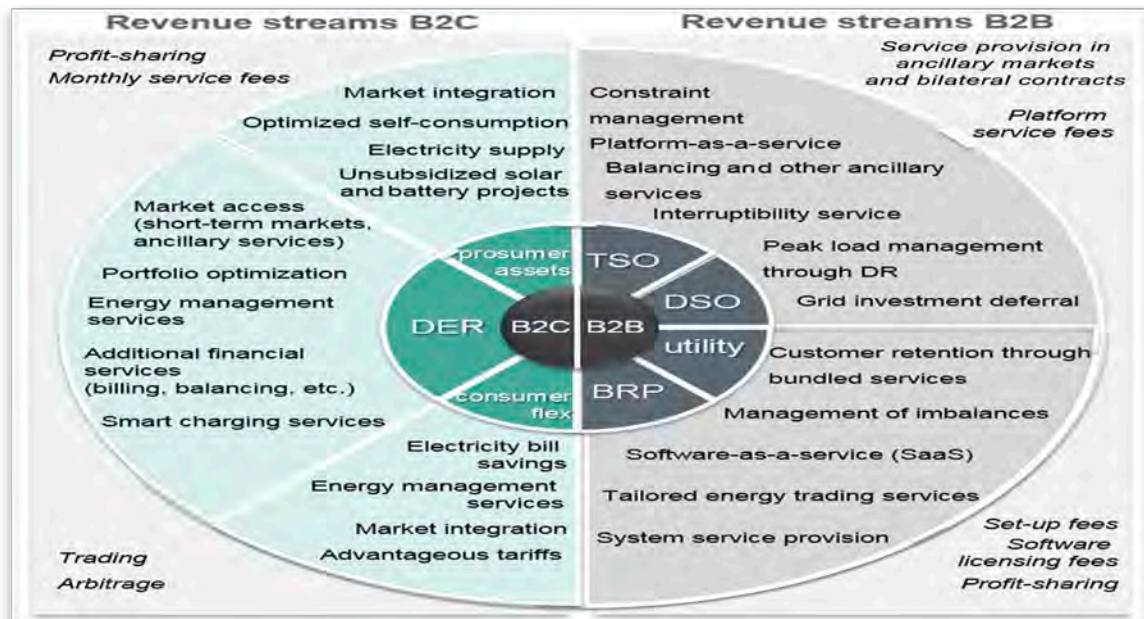 Revenue streams B2C
Revenue streams B2B
Profit-sharing
Monthly service fees
Service provision in
ancillary markets
and bilateral contracts
Platform
service fees
Market integration
Optimized self-consumption
Electricity supply
Unsubsidized solar
and battery projects
Constraint
management
Platform-as-a-service
Balancing and other ancillary
services
Interruptibility service
Market access
(short-term markets,
ancillary services)
Portfolio optimization
Energy management
services
Additional financial
services
(billing, balancing, etc.)
Smart charging services
Peak load management
through DR
Grid investment deferral
prosumer
assets
TSO
DER
B2C
B2B
DSO
utility
consumer
flex
BRP
Customer retention through
bundled services
Management of imbalances
Software-as-a-service (SaaS)
Tailored energy trading services
System service provision
Electricity bill
savings
Energy management
services
Market integration
Advantageous tariffs
Trading
Arbitrage
Set-up fees
Software
licensing fees
Profit-sharing